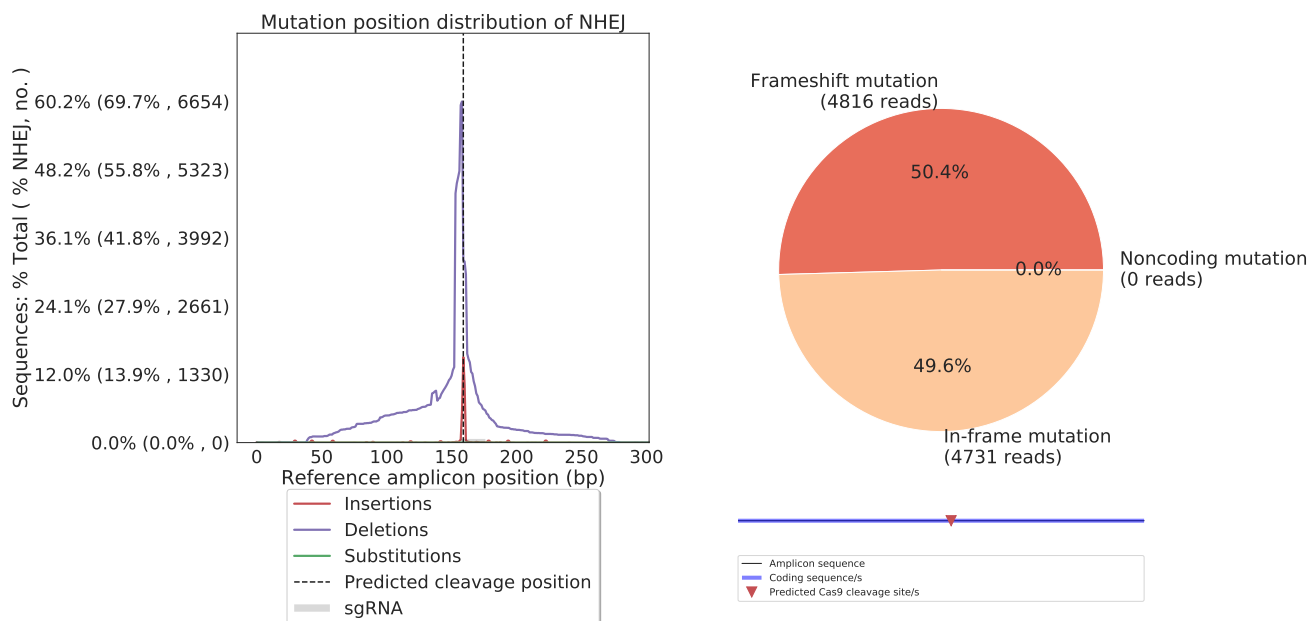 Mutation position distribution of NHEJ
Sequences: % Total ( % NHEJ, no. )
60.2% (69.7% , 6654)
48.2% (55.8% , 5323)
36.1% (41.8% , 3992)
24.1% (27.9% , 2661)
12.0% (13.9% , 1330)
0.0% (0.0% , 0)
0 50 100 150 200 250 300
Reference amplicon position (bp)
Insertions
Deletions
Substitutions
Predicted cleavage position
sgRNA
Frameshift mutation
(4816 reads)
50.4%
0.0%
Noncoding mutation
(0 reads)
49.6%
In-frame mutation
(4731 reads)
Amplicon sequence
Coding sequence/s
Predicted Cas9 cleavage site/s